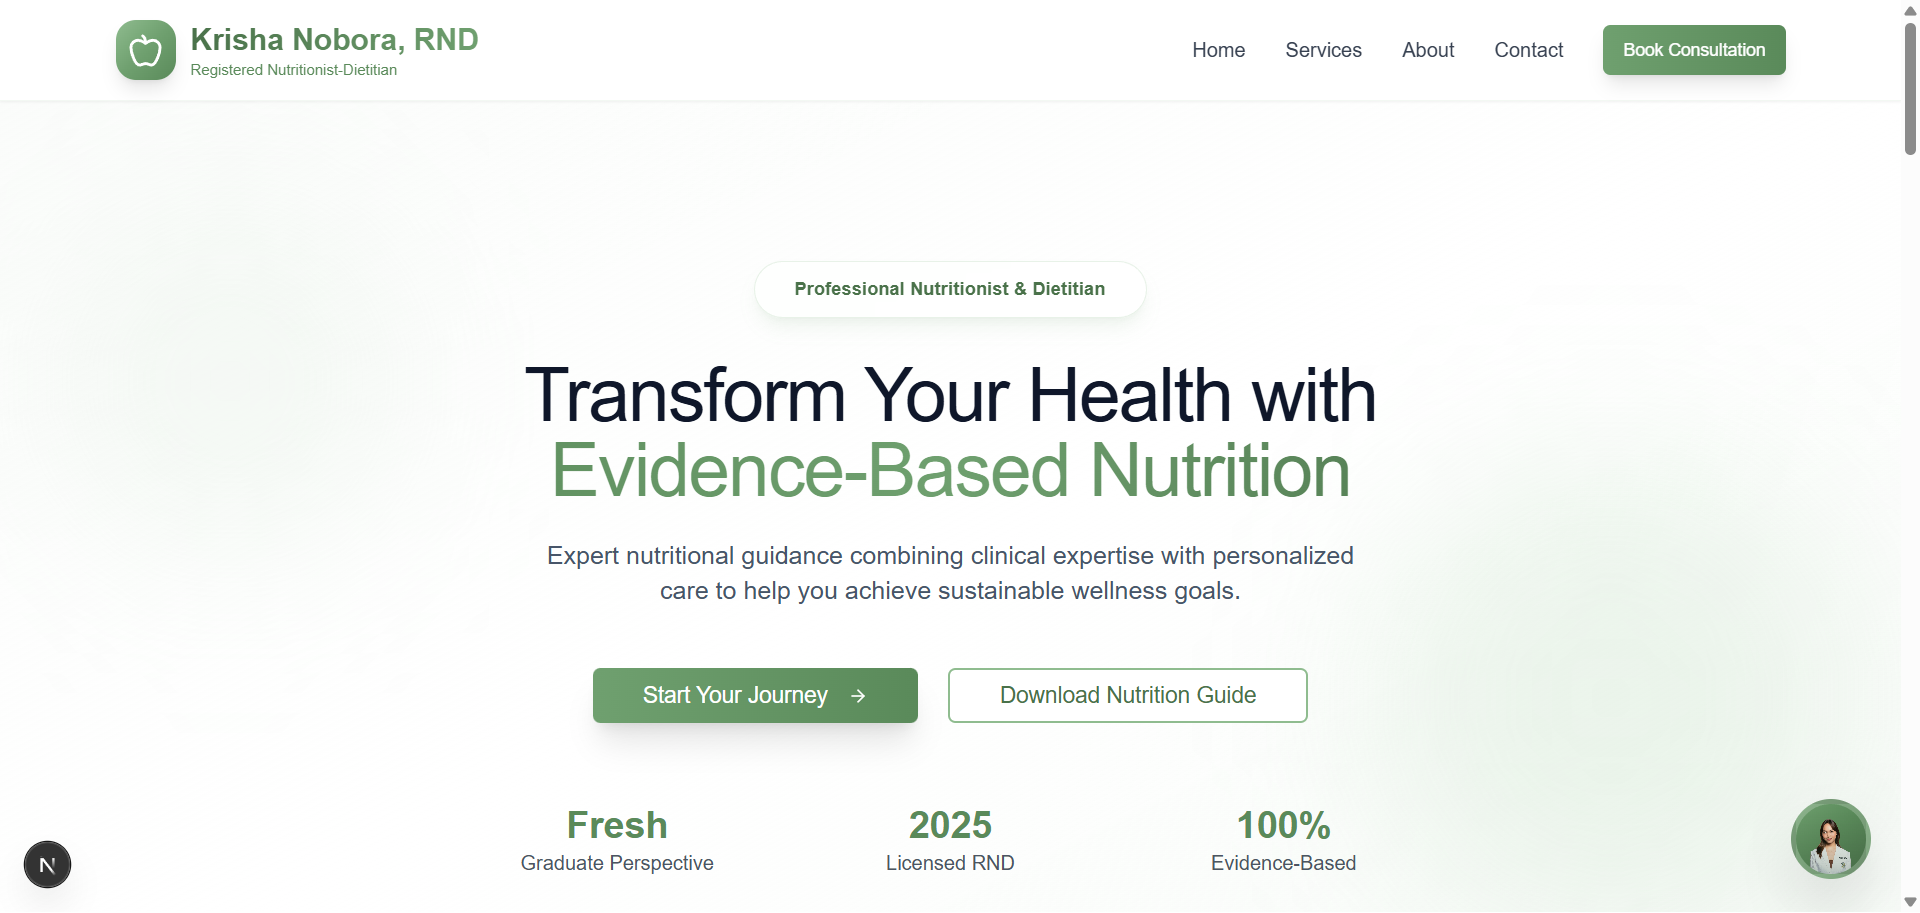 Krisha Nobora, RND
Registered Nutritionist-Dietitian
Home
Services
About
Contact
Book Consultation
Professional Nutritionist & Dietitian
Transform Your Health with
Evidence-Based Nutrition
Expert nutritional guidance combining clinical expertise with personalized
care to help you achieve sustainable wellness goals.
Start Your Journey →
Download Nutrition Guide
Fresh
Graduate Perspective
2025
Licensed RND
100%
Evidence-Based
N